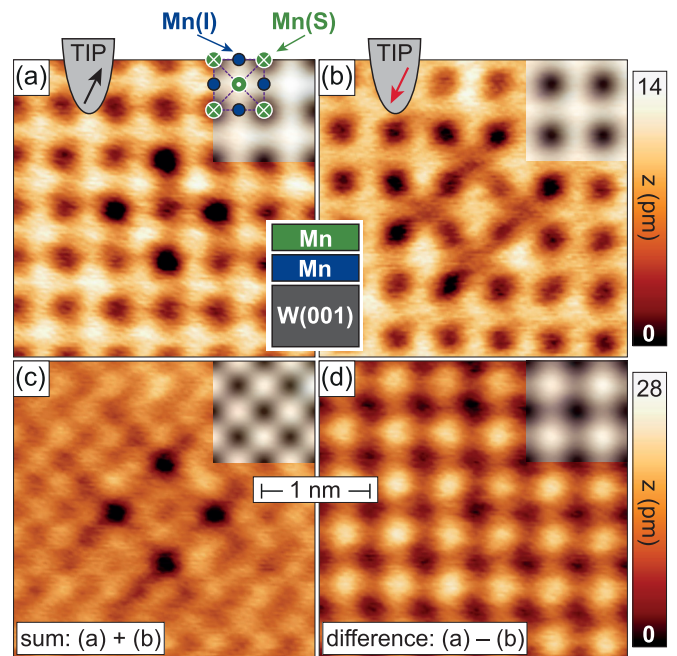 Mn(I) Mn(S)
(a) TIP
(b) TIP
14
z (pm)
0
Mn
Mn
W(001)
(c)
(d)
28
z (pm)
0
1 nm
sum: (a) + (b)
difference: (a) – (b)